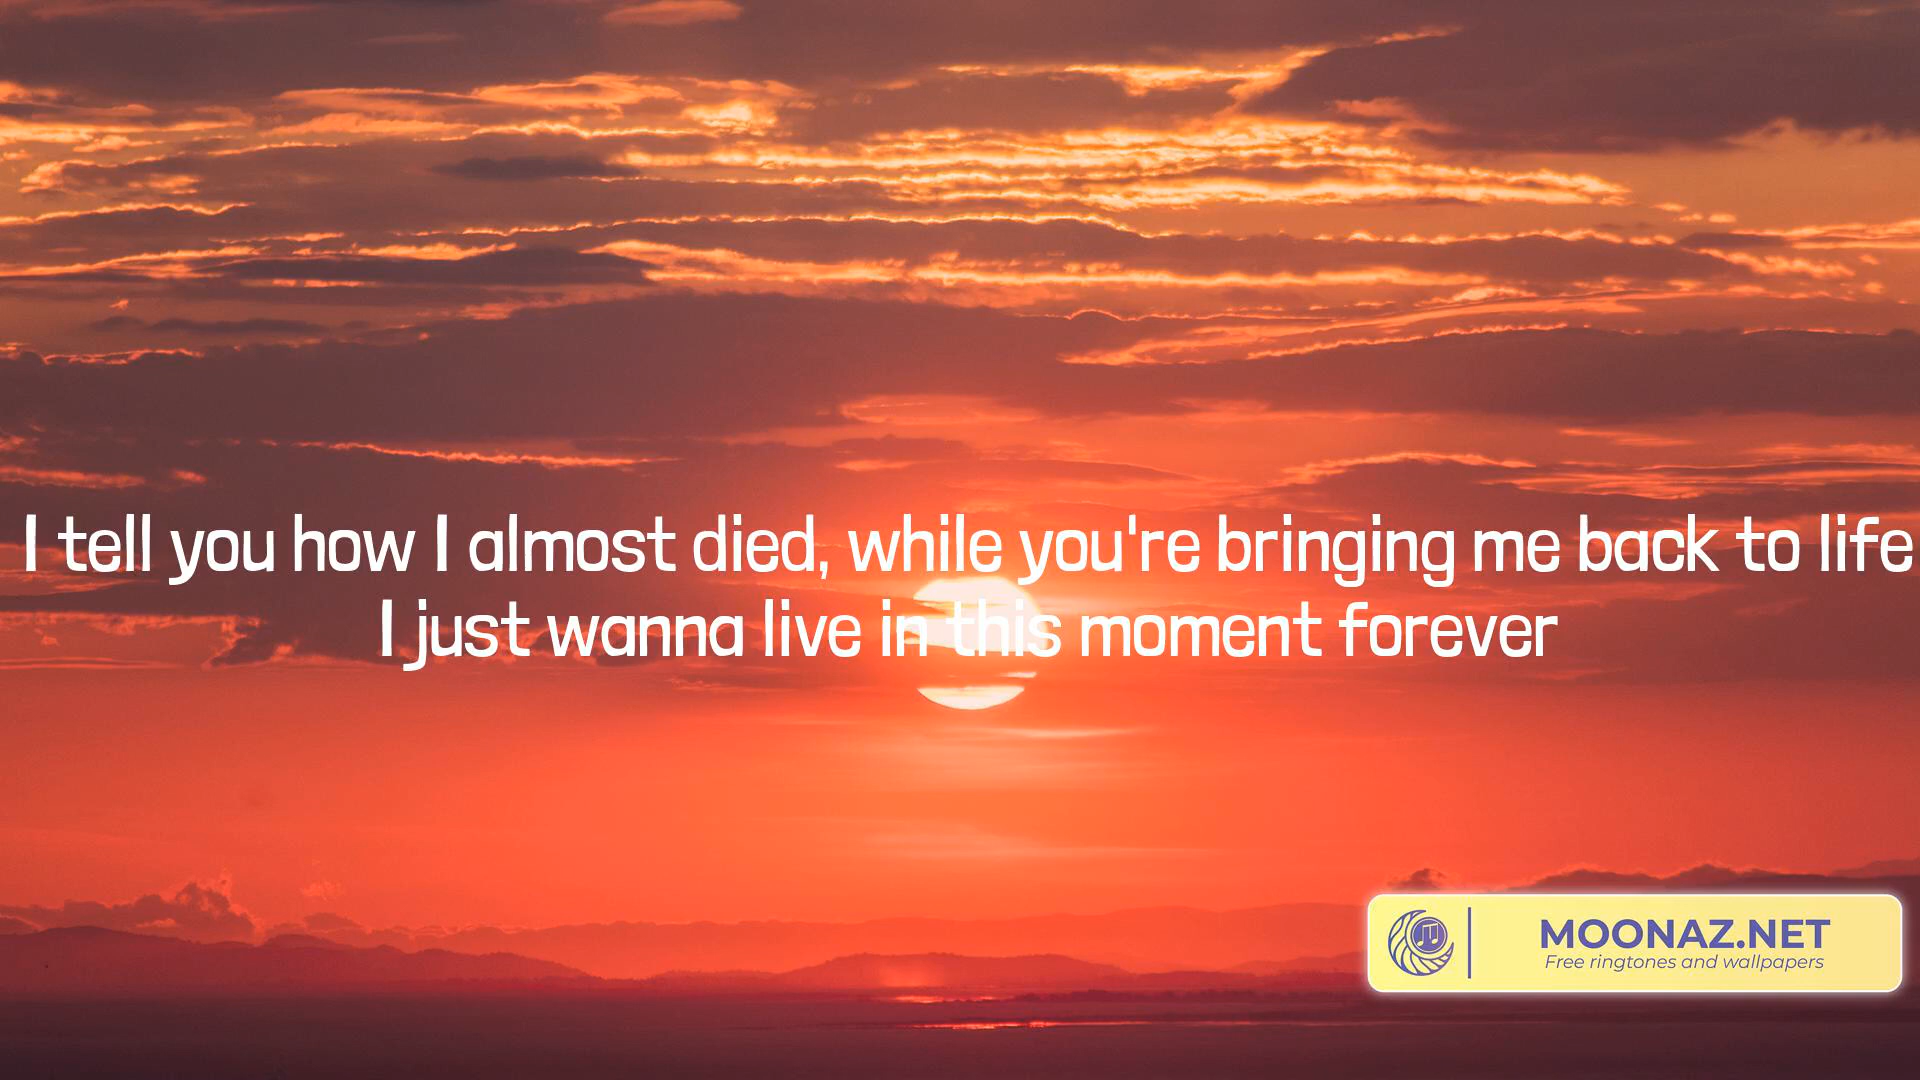 I tell you how I almost died, while you're bringing me back to life
I just wanna live in this moment forever
MOONAZ.NET
Free ringtones and wallpapers